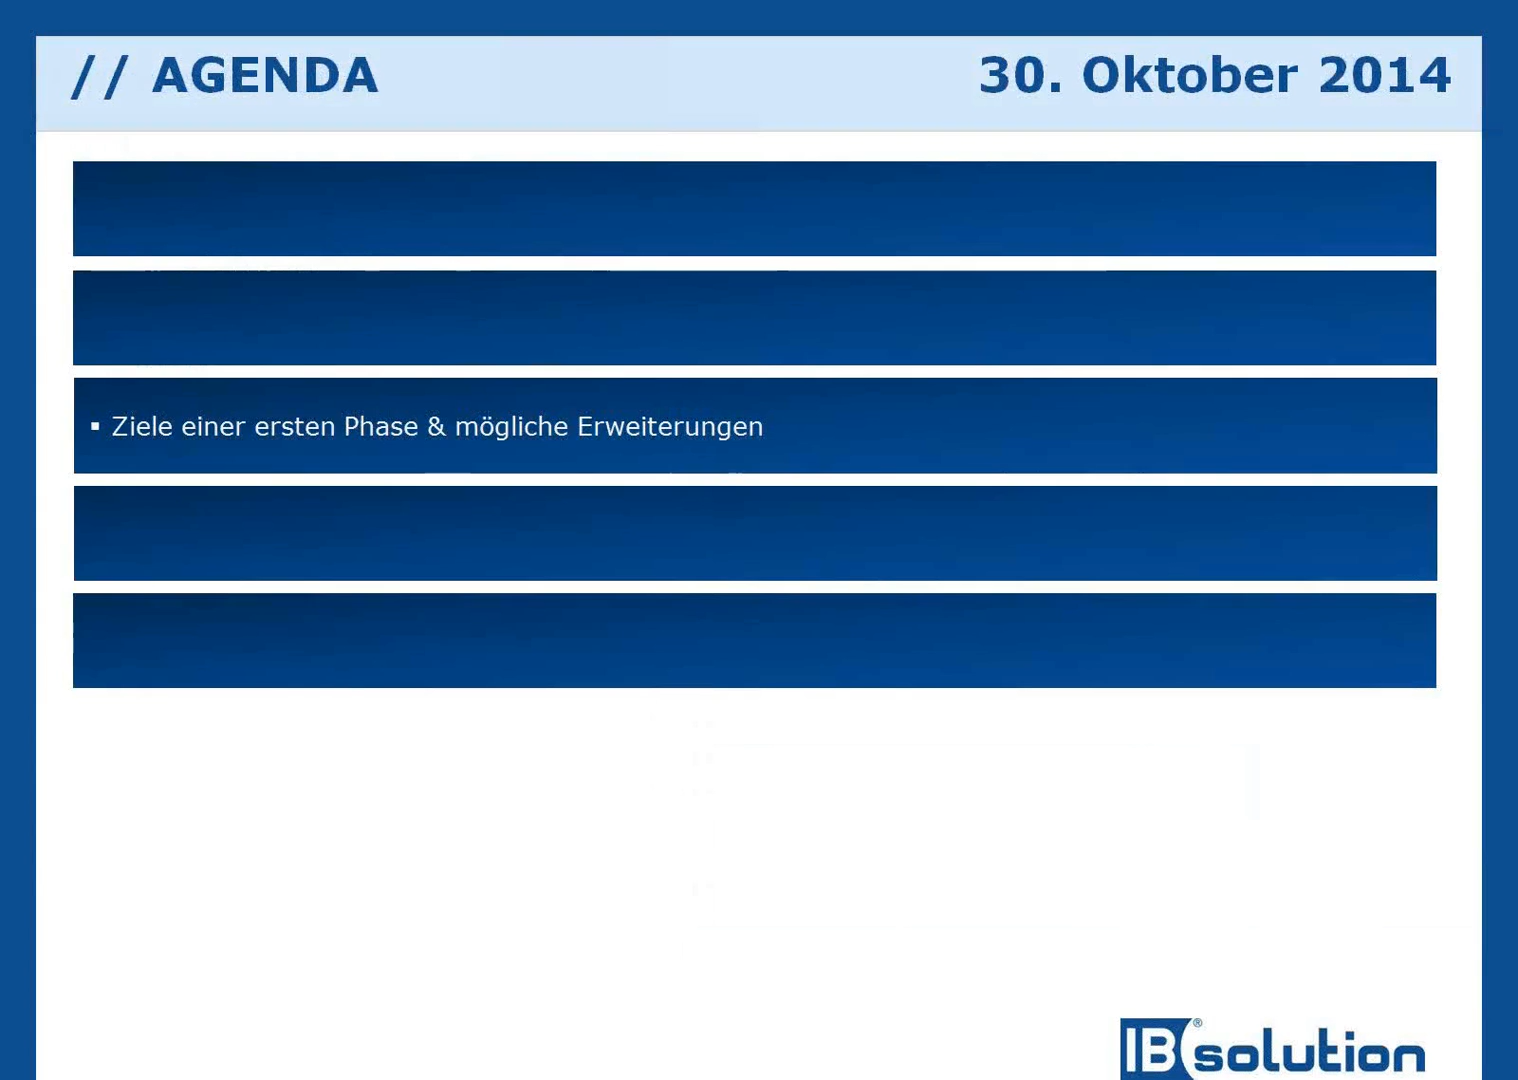 // AGENDA
30. Oktober 2014
▪ Ziele einer ersten Phase & mögliche Erweiterungen
IBsolution®